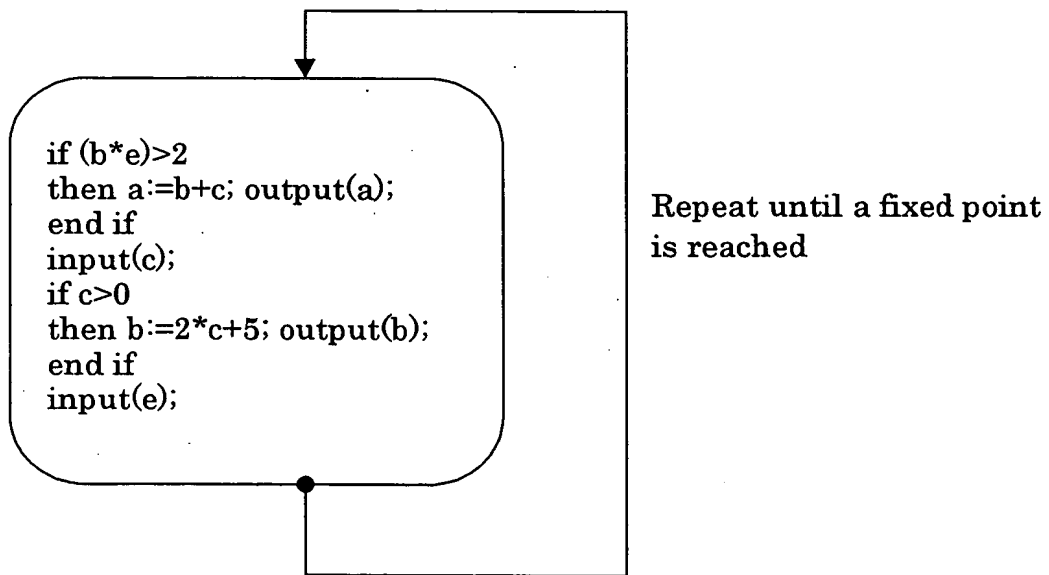 if (b*e)>2
then a:=b+c; output(a);
end if
input(c);
if c>0
then b:=2*c+5; output(b);
end if
input(e);
Repeat until a fixed point
is reached